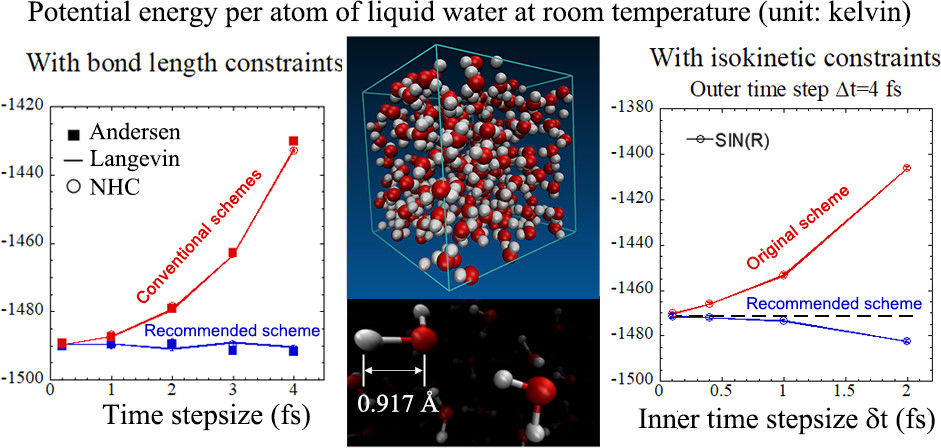 Potential energy per atom of liquid water at room temperature (unit: kelvin)
With bond length constraints
-1420
-1440
-1460
-1480
-1500
Andersen
Langevin
NHC
Conventional schemes
Recommended scheme
0 1 2 3 4
Time stepsize (fs)
0.917 Å
With isokinetic constraints
Outer time step Δt=4 fs
-1380
-1400
-1420
-1440
-1460
-1480
-1500
SIN(R)
Original scheme
Recommended scheme
0 0.5 1 1.5 2
Inner time stepsize δt (fs)